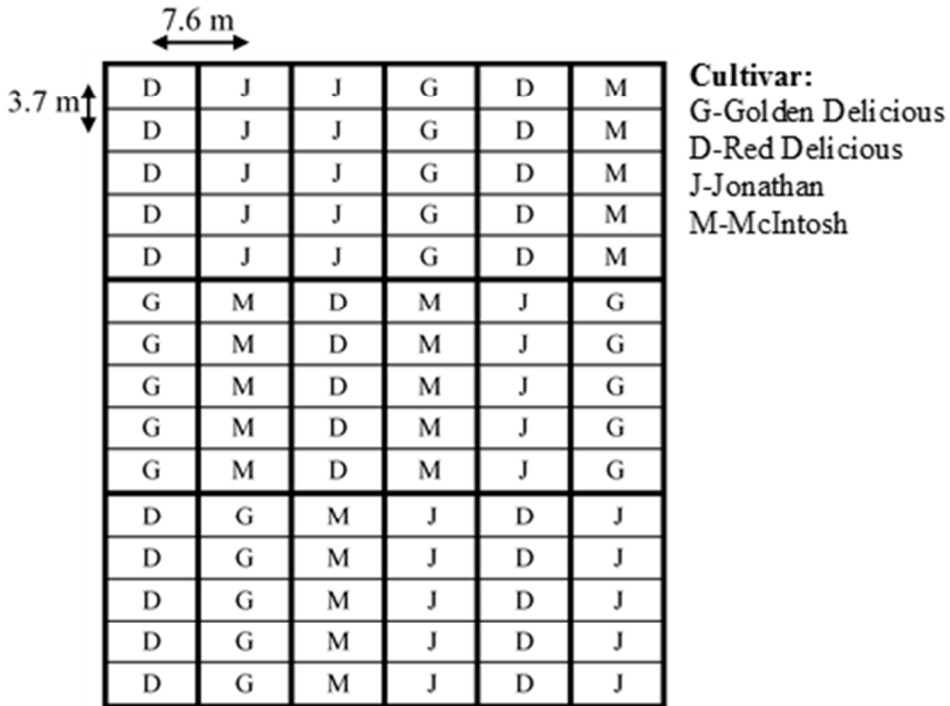 7.6 m
3.7 m
D J J G D M
D J J G D M
D J J G D M
D J J G D M
D J J G D M
G M D M J G
G M D M J G
G M D M J G
G M D M J G
G M D M J G
D G M J D J
D G M J D J
D G M J D J
D G M J D J
D G M J D J
Cultivar:
G-Golden Delicious
D-Red Delicious
J-Jonathan
M-McIntosh